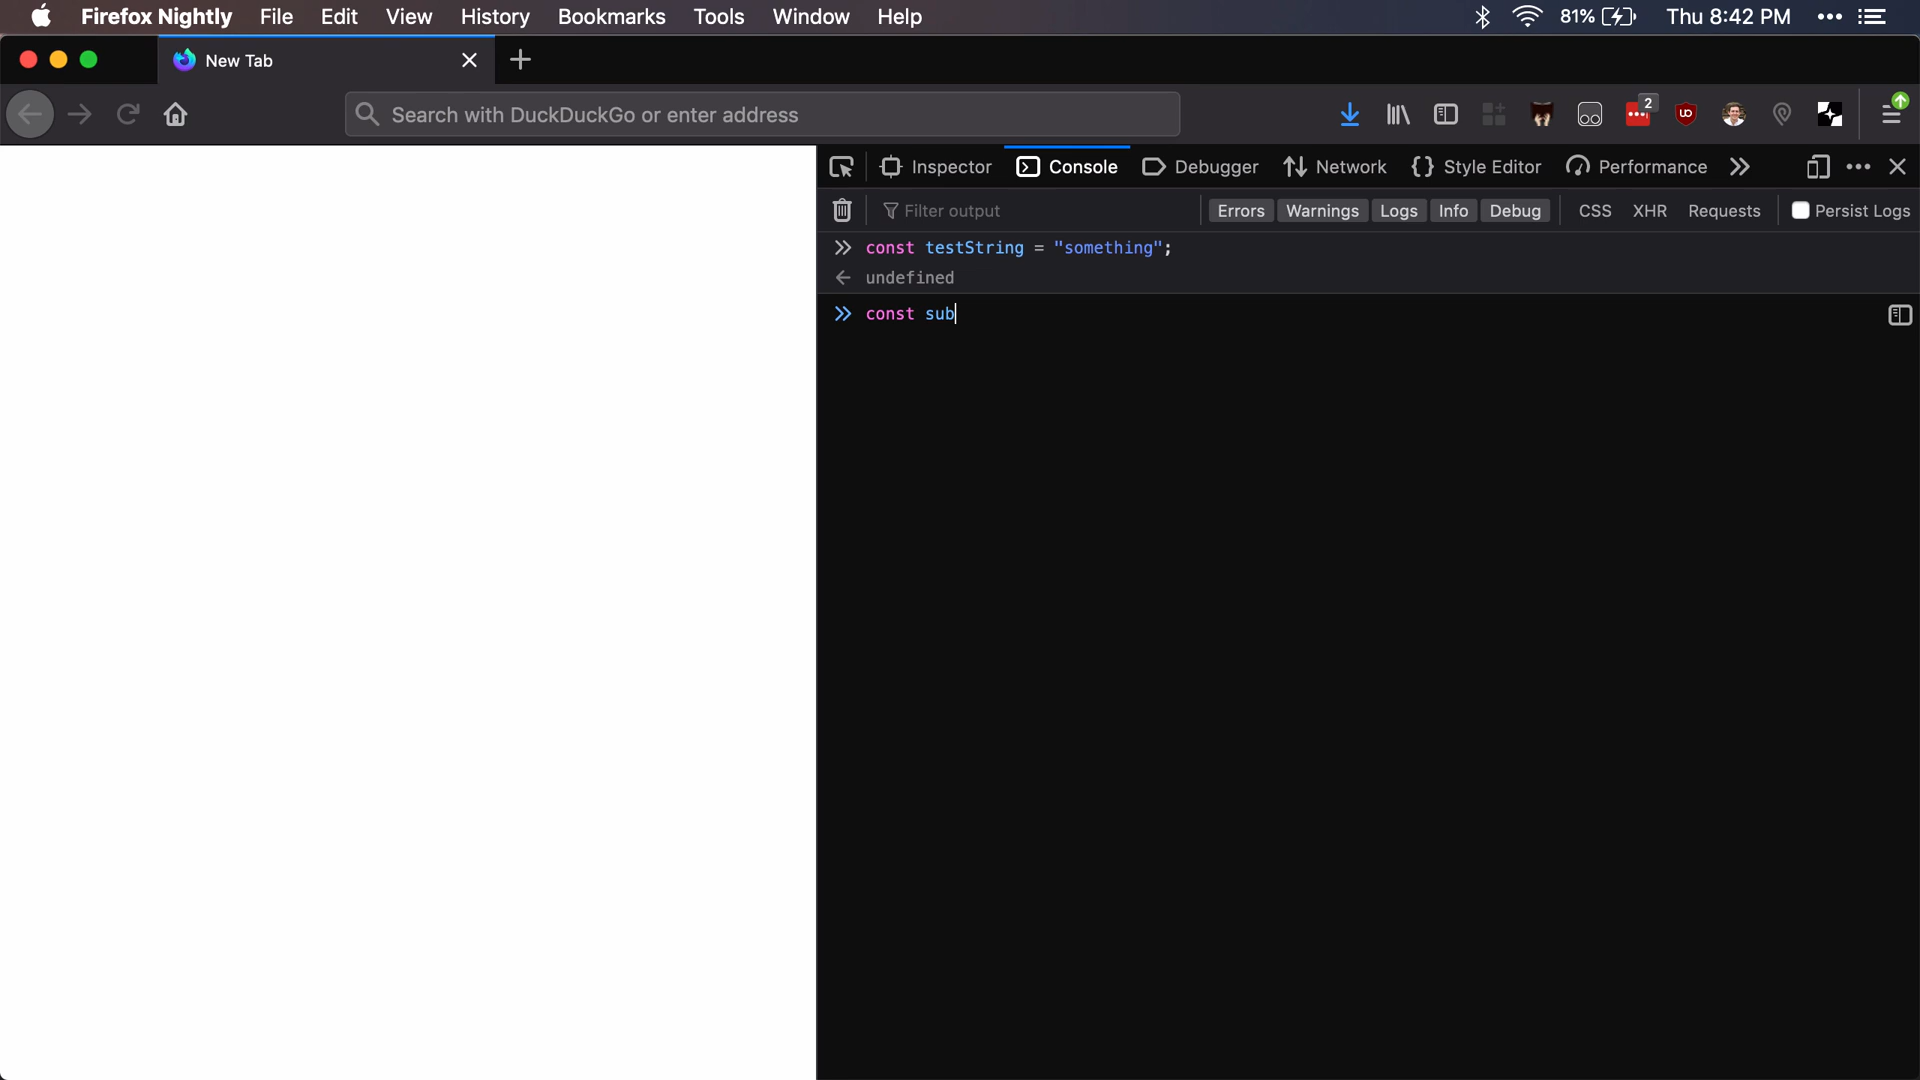 Firefox Nightly File Edit View History Bookmarks Tools Window Help 81% Thu 8:42 PM
New Tab
Search with DuckDuckGo or enter address 2
Inspector Console Debugger Network Style Editor Performance
Filter output Errors Warnings Logs Info Debug CSS XHR Requests Persist Logs
const testString = "something";
undefined
const sub